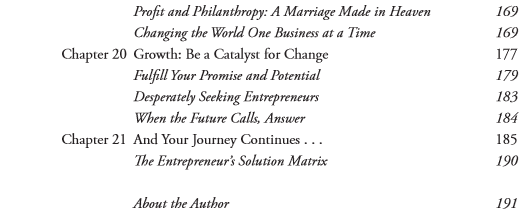 Profit and Philanthropy: A Marriage Made in Heaven 169
Changing the World One Business at a Time 169
Chapter 20 Growth: Be a Catalyst for Change 177
Fulfill Your Promise and Potential 179
Desperately Seeking Entrepreneurs 183
When the Future Calls, Answer 184
Chapter 21 And Your Journey Continues . . . 185
The Entrepreneur's Solution Matrix 190
About the Author 191